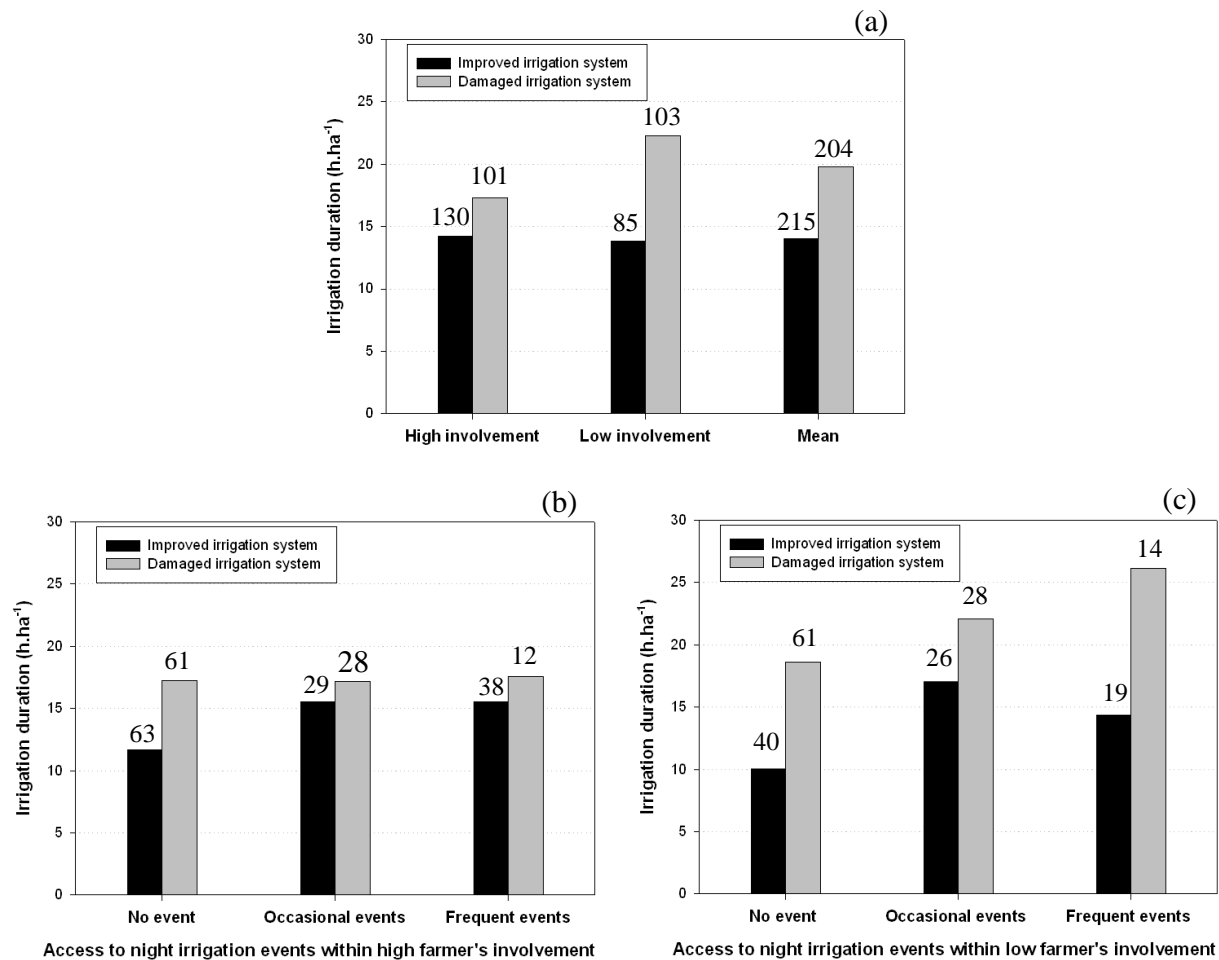 (a)
30
25
20
15
10
5
0
Irrigation duration (h.ha-1)
Improved irrigation system
Damaged irrigation system
130
101
85
103
215
204
High involvement
Low involvement
Mean
(b)
30
25
20
15
10
5
0
Irrigation duration (h.ha-1)
Improved irrigation system
Damaged irrigation system
63
61
29
28
38
12
No event
Occasional events
Frequent events
Access to night irrigation events within high farmer's involvement
(c)
30
25
20
15
10
5
0
Irrigation duration (h.ha-1)
Improved irrigation system
Damaged irrigation system
40
61
26
28
19
14
No event
Occasional events
Frequent events
Access to night irrigation events within low farmer's involvement